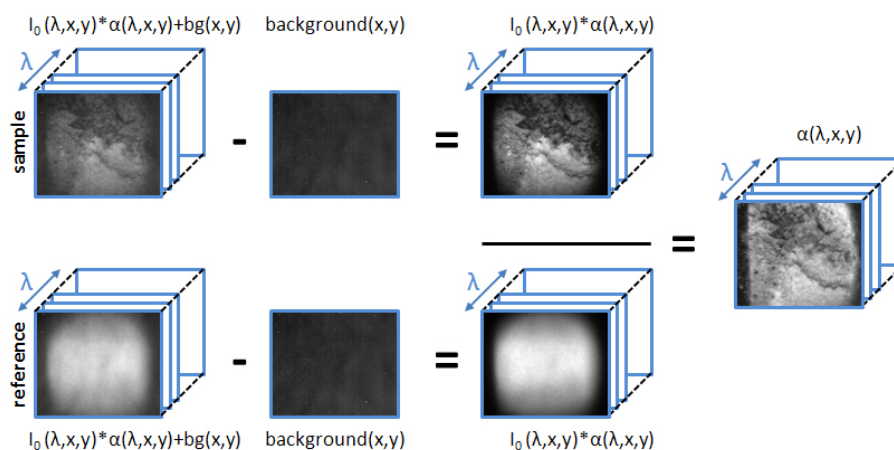 I₀(λ,x,y)*α(λ,x,y)+bg(x,y)
background(x,y)
I₀(λ,x,y)*α(λ,x,y)
λ
λ
sample
-
=
α(λ,x,y)
λ
=
λ
λ
reference
-
=
I₀(λ,x,y)*α(λ,x,y)+bg(x,y)
background(x,y)
I₀(λ,x,y)*α(λ,x,y)